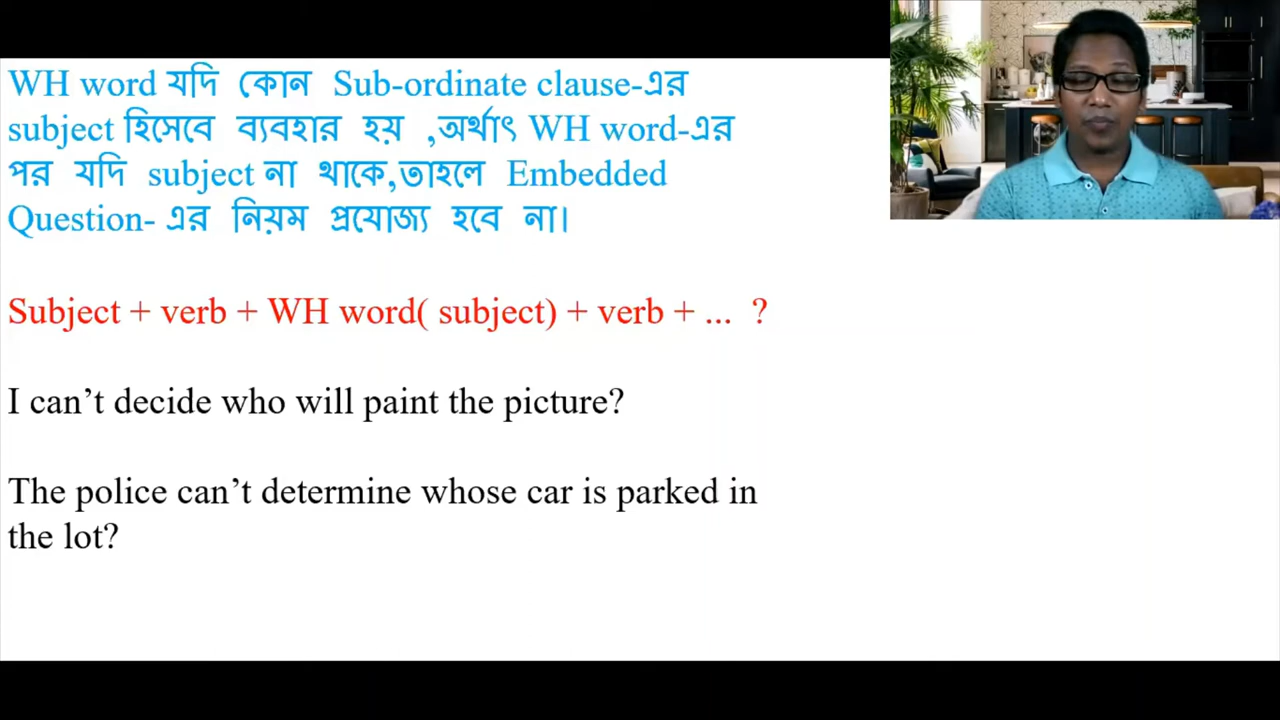 WH word যদি কোন Sub-ordinate clause-এর
subject হিসেবে ব্যবহার হয় ,অর্থাৎ WH word-এর
পর যদি subject না থাকে,তাহলে Embedded
Question- এর নিয়ম প্রযোজ্য হবে না।
Subject + verb + WH word( subject) + verb + ... ?
I can’t decide who will paint the picture?
The police can’t determine whose car is parked in
the lot?